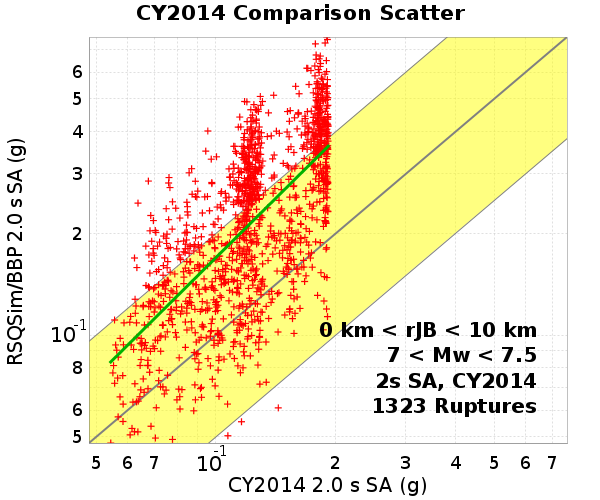 CY2014 Comparison Scatter
RSQSim/BBP 2.0 s SA (g)
6
5
4
3
2
10-1
8
6
5
0 km < rJB < 10 km
7 < Mw < 7.5
2s SA, CY2014
1323 Ruptures
5 6 7 10-1 2 3 4 5 6 7
CY2014 2.0 s SA (g)